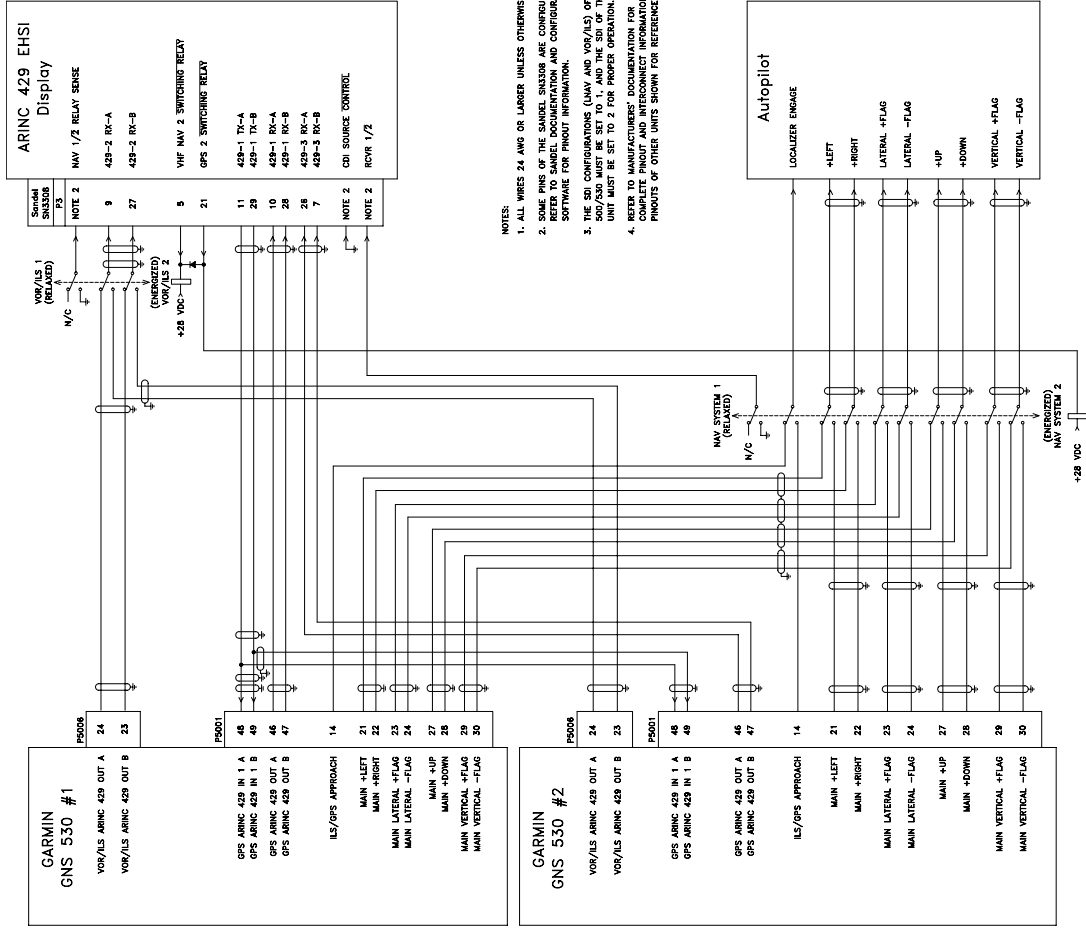 GARMIN
GNS 530 #1
P5006
VOR/ILS ARINC 429 OUT A 24
VOR/ILS ARINC 429 OUT B 23
P5001
GPS ARINC 429 IN 1 A 48
GPS ARINC 429 IN 1 B 49
GPS ARINC 429 OUT A 46
GPS ARINC 429 OUT B 47
ILS/GPS APPROACH 14
MAIN +LEFT 21
MAIN +RIGHT 22
MAIN LATERAL +FLAG 23
MAIN LATERAL -FLAG 24
MAIN +UP 27
MAIN +DOWN 28
MAIN VERTICAL +FLAG 29
MAIN VERTICAL -FLAG 30
GARMIN
GNS 530 #2
P5006
VOR/ILS ARINC 429 OUT A 24
VOR/ILS ARINC 429 OUT B 23
P5001
GPS ARINC 429 IN 1 A 48
GPS ARINC 429 IN 1 B 49
GPS ARINC 429 OUT A 46
GPS ARINC 429 OUT B 47
ILS/GPS APPROACH 14
MAIN +LEFT 21
MAIN +RIGHT 22
MAIN LATERAL +FLAG 23
MAIN LATERAL -FLAG 24
MAIN +UP 27
MAIN +DOWN 28
MAIN VERTICAL +FLAG 29
MAIN VERTICAL -FLAG 30
VOR/ILS 1
(RELAXED)
N/C
(ENERGIZED)
VOR/ILS 2
+28 VDC
Sandel
SN3308
P3
ARINC 429 EHSI
Display
NOTE 2 NAV 1/2 RELAY SENSE
9 429-2 RX-A
27 429-2 RX-B
5 VHF NAV 2 SWITCHING RELAY
21 GPS 2 SWITCHING RELAY
11 429-1 TX-A
29 429-1 TX-B
10 429-1 RX-A
28 429-1 RX-B
26 429-3 RX-A
7 429-3 RX-B
NOTE 2 CDI SOURCE CONTROL
NOTE 2 RCVR 1/2
NOTES:
1. ALL WIRES 24 AWG OR LARGER UNLESS OTHERWIS
2. SOME PINS OF THE SANDEL SN3308 ARE CONFIGU
REFER TO SANDEL DOCUMENTATION AND CONFIGURA
SOFTWARE FOR PINOUT INFORMATION.
3. THE SDI CONFIGURATIONS (LNAV AND VOR/ILS) OF
500/530 MUST BE SET TO 1, AND THE SDI OF TH
UNIT MUST BE SET TO 2 FOR PROPER OPERATION.
4. REFER TO MANUFACTURERS' DOCUMENTATION FOR
COMPLETE PINOUT AND INTERCONNECT INFORMATION
PINOUTS OF OTHER UNITS SHOWN FOR REFERENCE
NAV SYSTEM 1
(RELAXED)
N/C
(ENERGIZED)
NAV SYSTEM 2
+28 VDC
Autopilot
LOCALIZER ENGAGE
+LEFT
+RIGHT
LATERAL +FLAG
LATERAL -FLAG
+UP
+DOWN
VERTICAL +FLAG
VERTICAL -FLAG